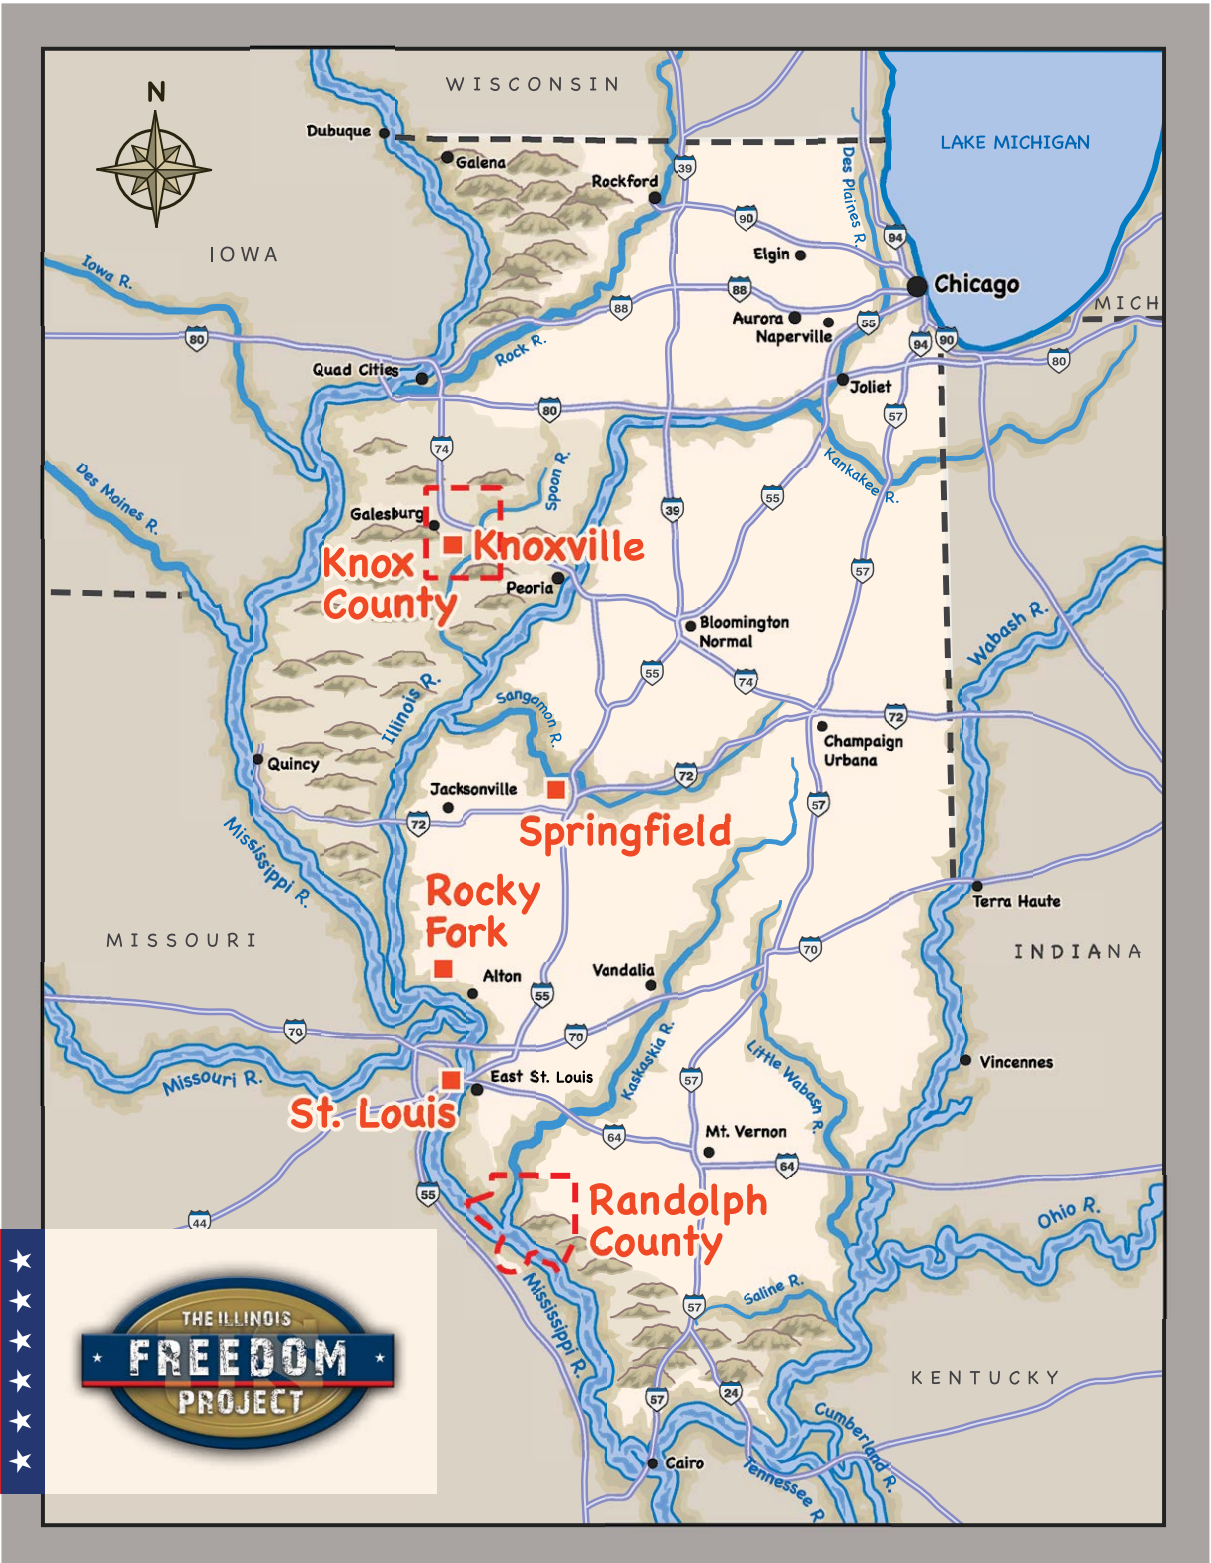 N
WISCONSIN
Dubuque
Galena
LAKE MICHIGAN
Des Plaines R.
39
Rockford
90
94
IOWA
Elgin
Iowa R.
Chicago
88
88
MICH
Aurora
Naperville
55
94
90
80
Rock R.
80
Quad Cities
Joliet
80
57
74
Spoon R.
Kankakee R.
Des Moines R.
55
39
Galesburg
Knoxville
Knox
County
57
Peoria
Wabash R.
Bloomington
Normal
55
74
Illinois R.
Sangamon R.
72
Champaign
Urbana
Quincy
72
Jacksonville
57
72
Springfield
Mississippi R.
Rocky
Fork
Terra Haute
MISSOURI
70
INDIANA
Alton
Vandalia
55
70
70
Kaskaskia R.
Little Wabash R.
Vincennes
Missouri R.
East St. Louis
57
St. Louis
64
Mt. Vernon
64
55
Randolph
County
Ohio R.
44
Mississippi R.
Saline R.
57
THE ILLINOIS
FREEDOM
PROJECT
KENTUCKY
57
24
Cumberland R.
Cairo
Tennessee R.